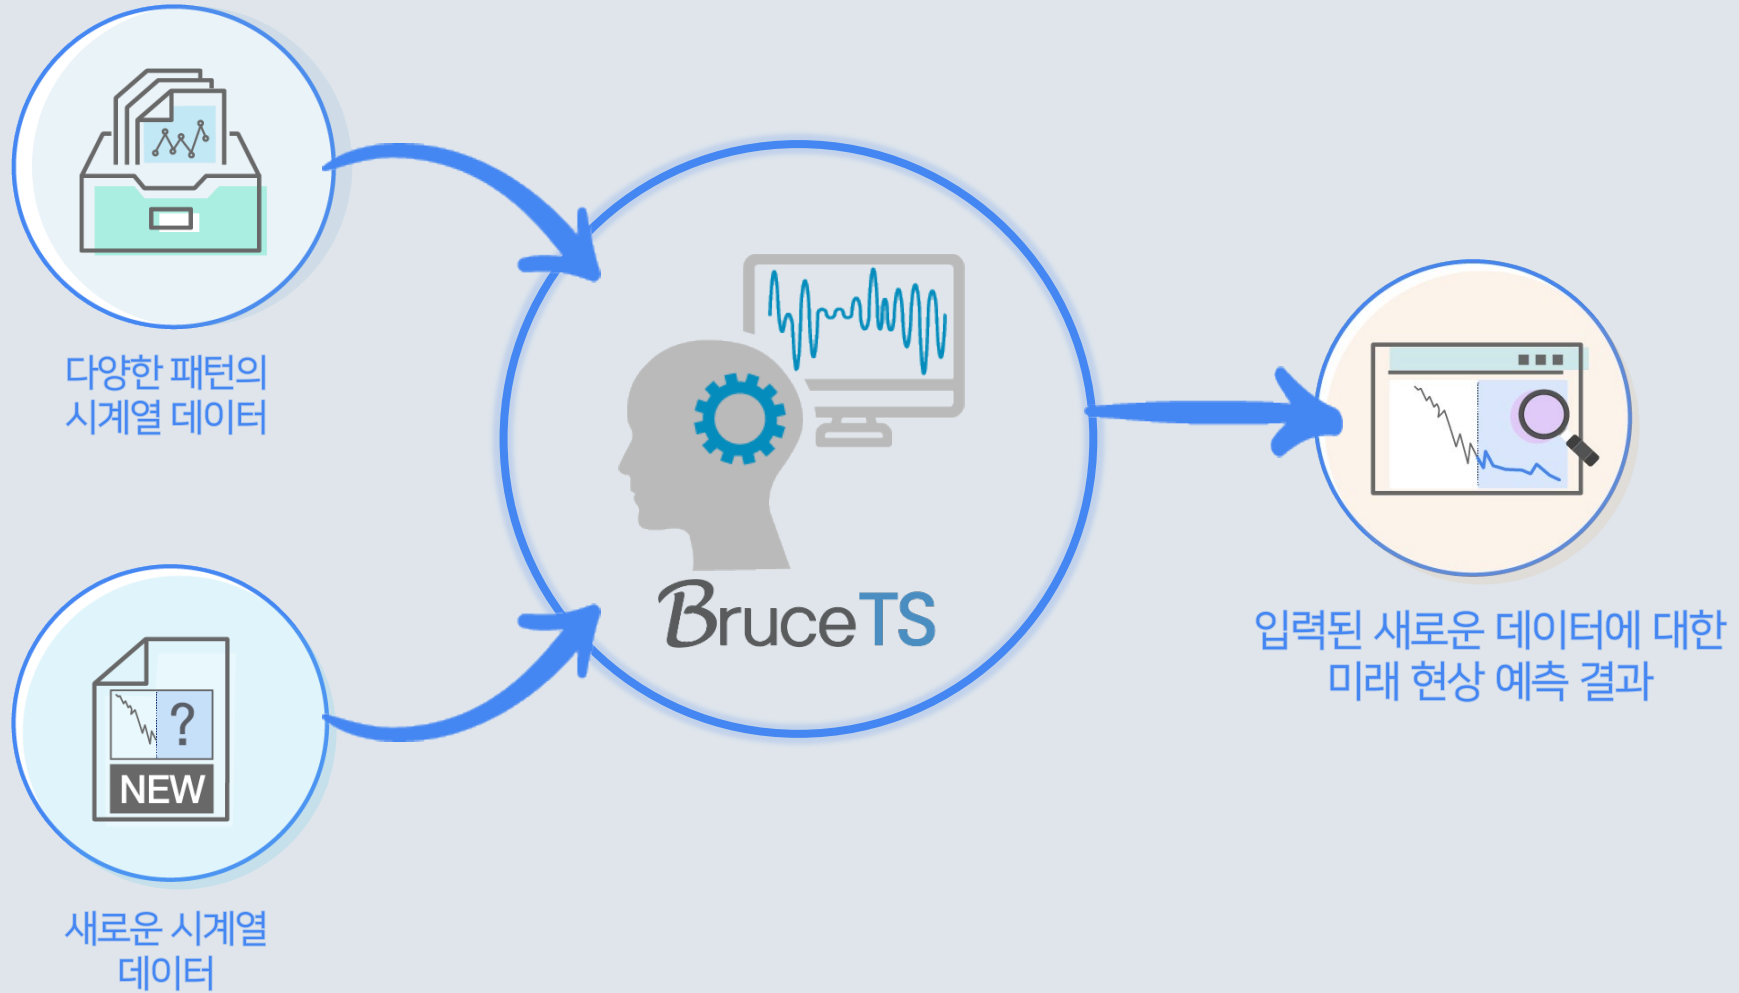 다양한 패턴의
시계열 데이터
?
NEW
새로운 시계열
데이터
BruceTS
입력된 새로운 데이터에 대한
미래 현상 예측 결과